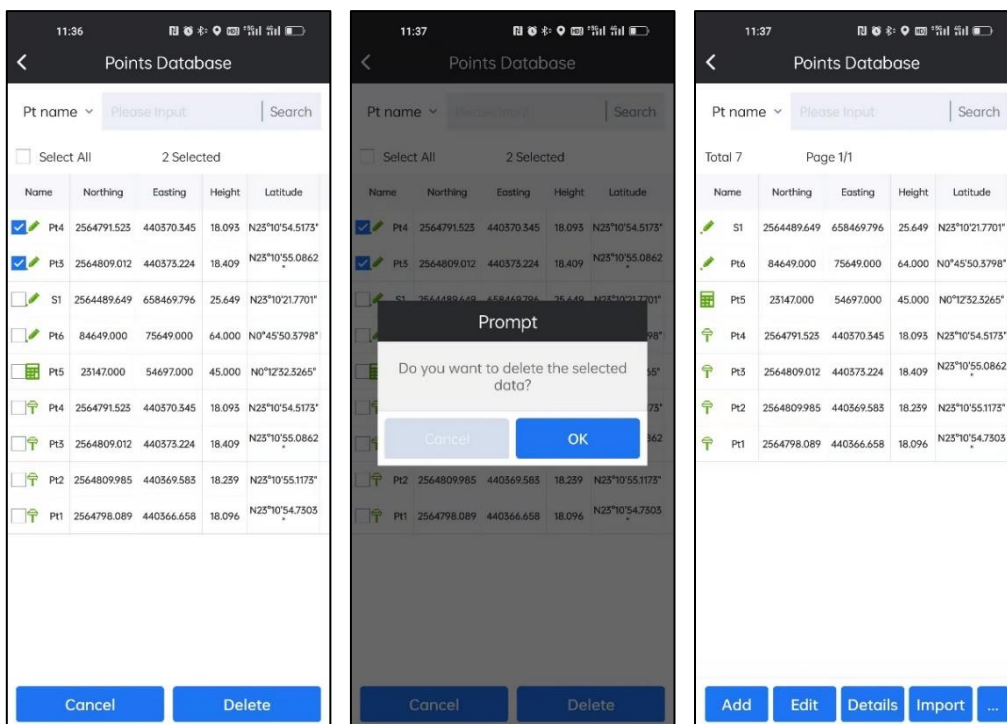 11:36
Points Database
Pt name Please Input Search
Select All 2 Selected
Name Northing Easting Height Latitude
Pt4 2564791.523 440370.345 18.093 N23°10'54.5173"
Pt3 2564809.012 440373.224 18.409 N23°10'55.0862"
S1 2564489.649 658469.796 25.649 N23°10'21.7701"
Pt6 84649.000 75649.000 64.000 N0°45'50.3798"
Pt5 23147.000 54697.000 45.000 N0°12'32.3265"
Pt4 2564791.523 440370.345 18.093 N23°10'54.5173"
Pt3 2564809.012 440373.224 18.409 N23°10'55.0862"
Pt2 2564809.985 440369.583 18.239 N23°10'55.1173"
Pt1 2564798.089 440366.658 18.096 N23°10'54.7303"
Cancel Delete
11:37
Points Database
Pt name Please Input Search
Select All 2 Selected
Name Northing Easting Height Latitude
Pt4 2564791.523 440370.345 18.093 N23°10'54.5173"
Pt3 2564809.012 440373.224 18.409 N23°10'55.0862"
S1 2564489.649 658469.796 25.649 N23°10'21.7701"
Prompt
Do you want to delete the selected
data?
Cancel OK
Pt2 2564809.985 440369.583 18.239 N23°10'55.1173"
Pt1 2564798.089 440366.658 18.096 N23°10'54.7303"
Cancel Delete
11:37
Points Database
Pt name Please Input Search
Total 7 Page 1/1
Name Northing Easting Height Latitude
S1 2564489.649 658469.796 25.649 N23°10'21.7701"
Pt6 84649.000 75649.000 64.000 N0°45'50.3798"
Pt5 23147.000 54697.000 45.000 N0°12'32.3265"
Pt4 2564791.523 440370.345 18.093 N23°10'54.5173"
Pt3 2564809.012 440373.224 18.409 N23°10'55.0862
Pt2 2564809.985 440369.583 18.239 N23°10'55.1173"
Pt1 2564798.089 440366.658 18.096 N23°10'54.7303
Add Edit Details Import ...